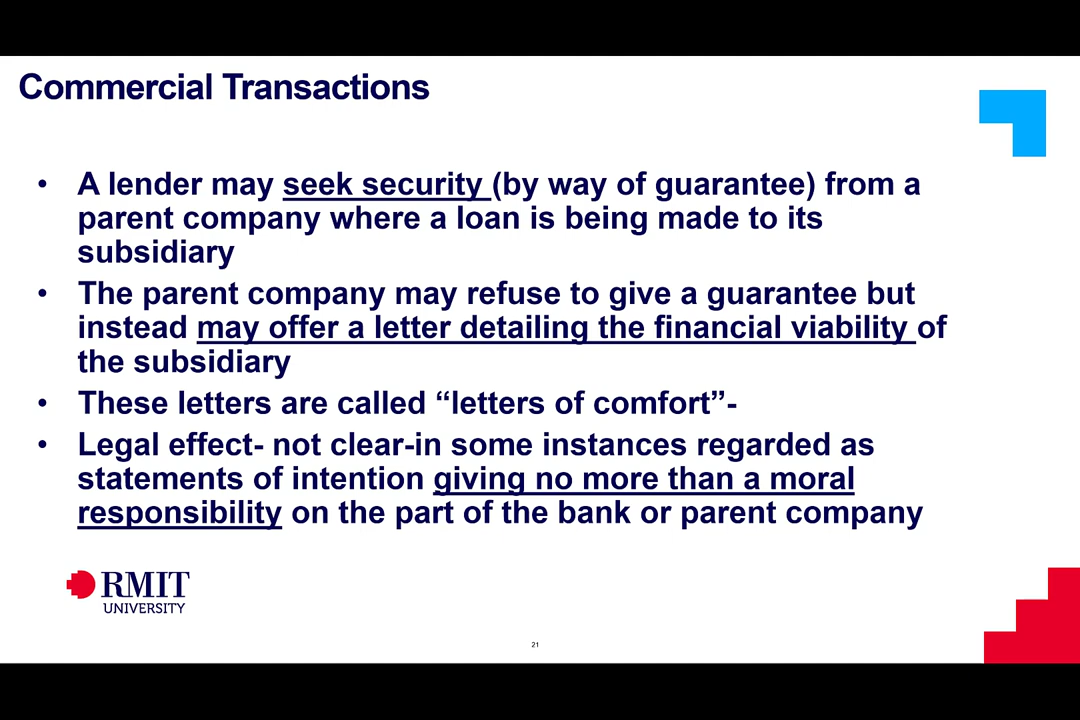 Commercial Transactions
• A lender may seek security (by way of guarantee) from a
parent company where a loan is being made to its
subsidiary
• The parent company may refuse to give a guarantee but
instead may offer a letter detailing the financial viability of
the subsidiary
• These letters are called “letters of comfort”-
• Legal effect- not clear-in some instances regarded as
statements of intention giving no more than a moral
responsibility on the part of the bank or parent company
RMIT
UNIVERSITY
21